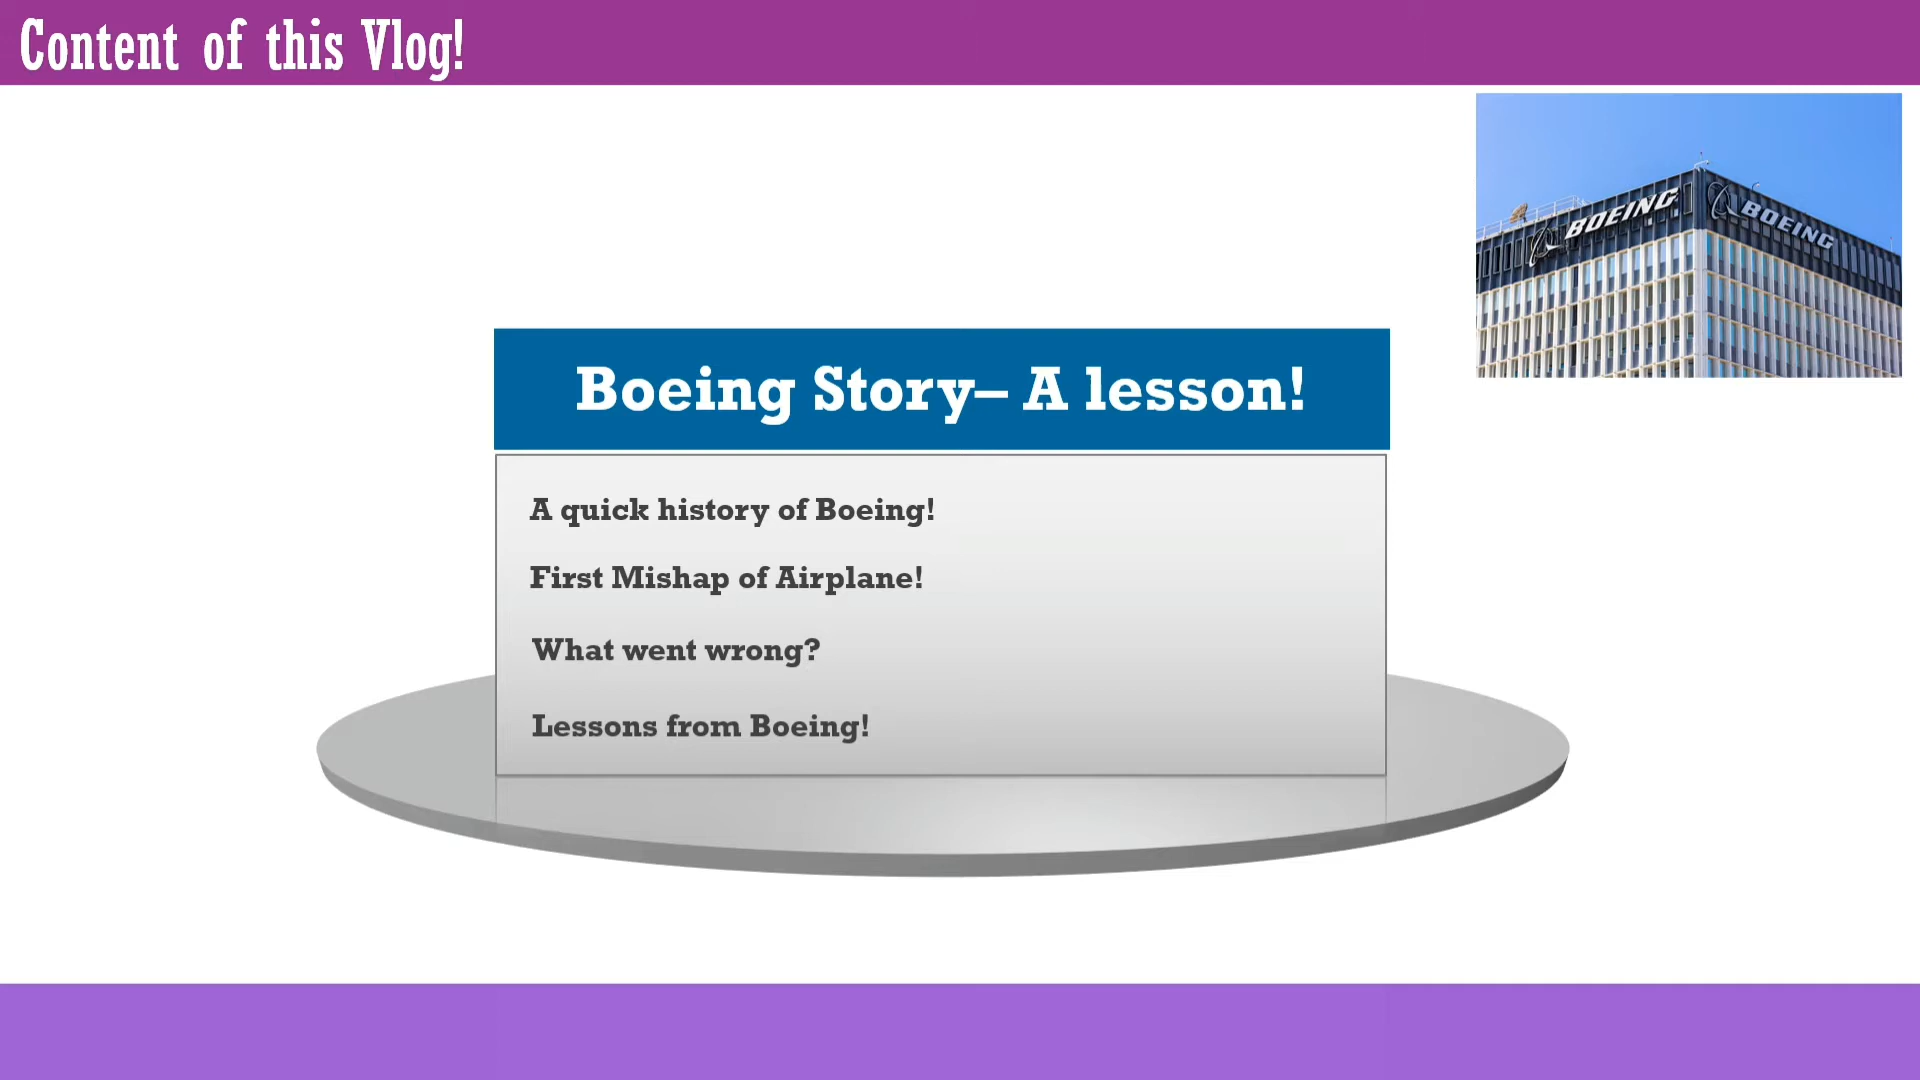 Content of this Vlog!
BOEING
BOEING
Boeing Story– A lesson!
A quick history of Boeing!
First Mishap of Airplane!
What went wrong?
Lessons from Boeing!